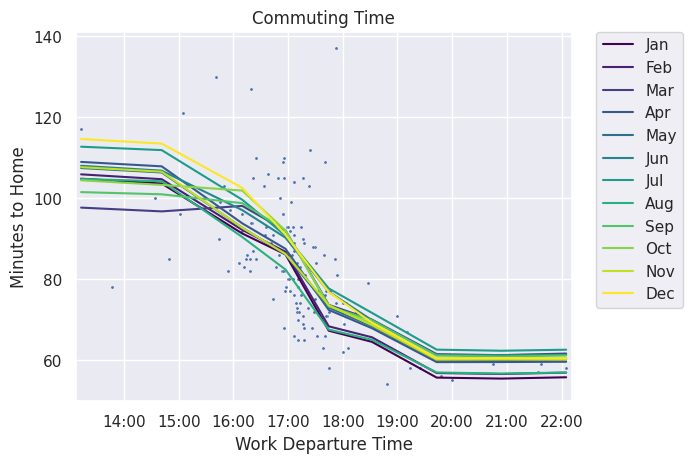 Commuting Time
Minutes to Home
140
120
100
80
60
14:00 15:00 16:00 17:00 18:00 19:00 20:00 21:00 22:00
Work Departure Time
Jan
Feb
Mar
Apr
May
Jun
Jul
Aug
Sep
Oct
Nov
Dec